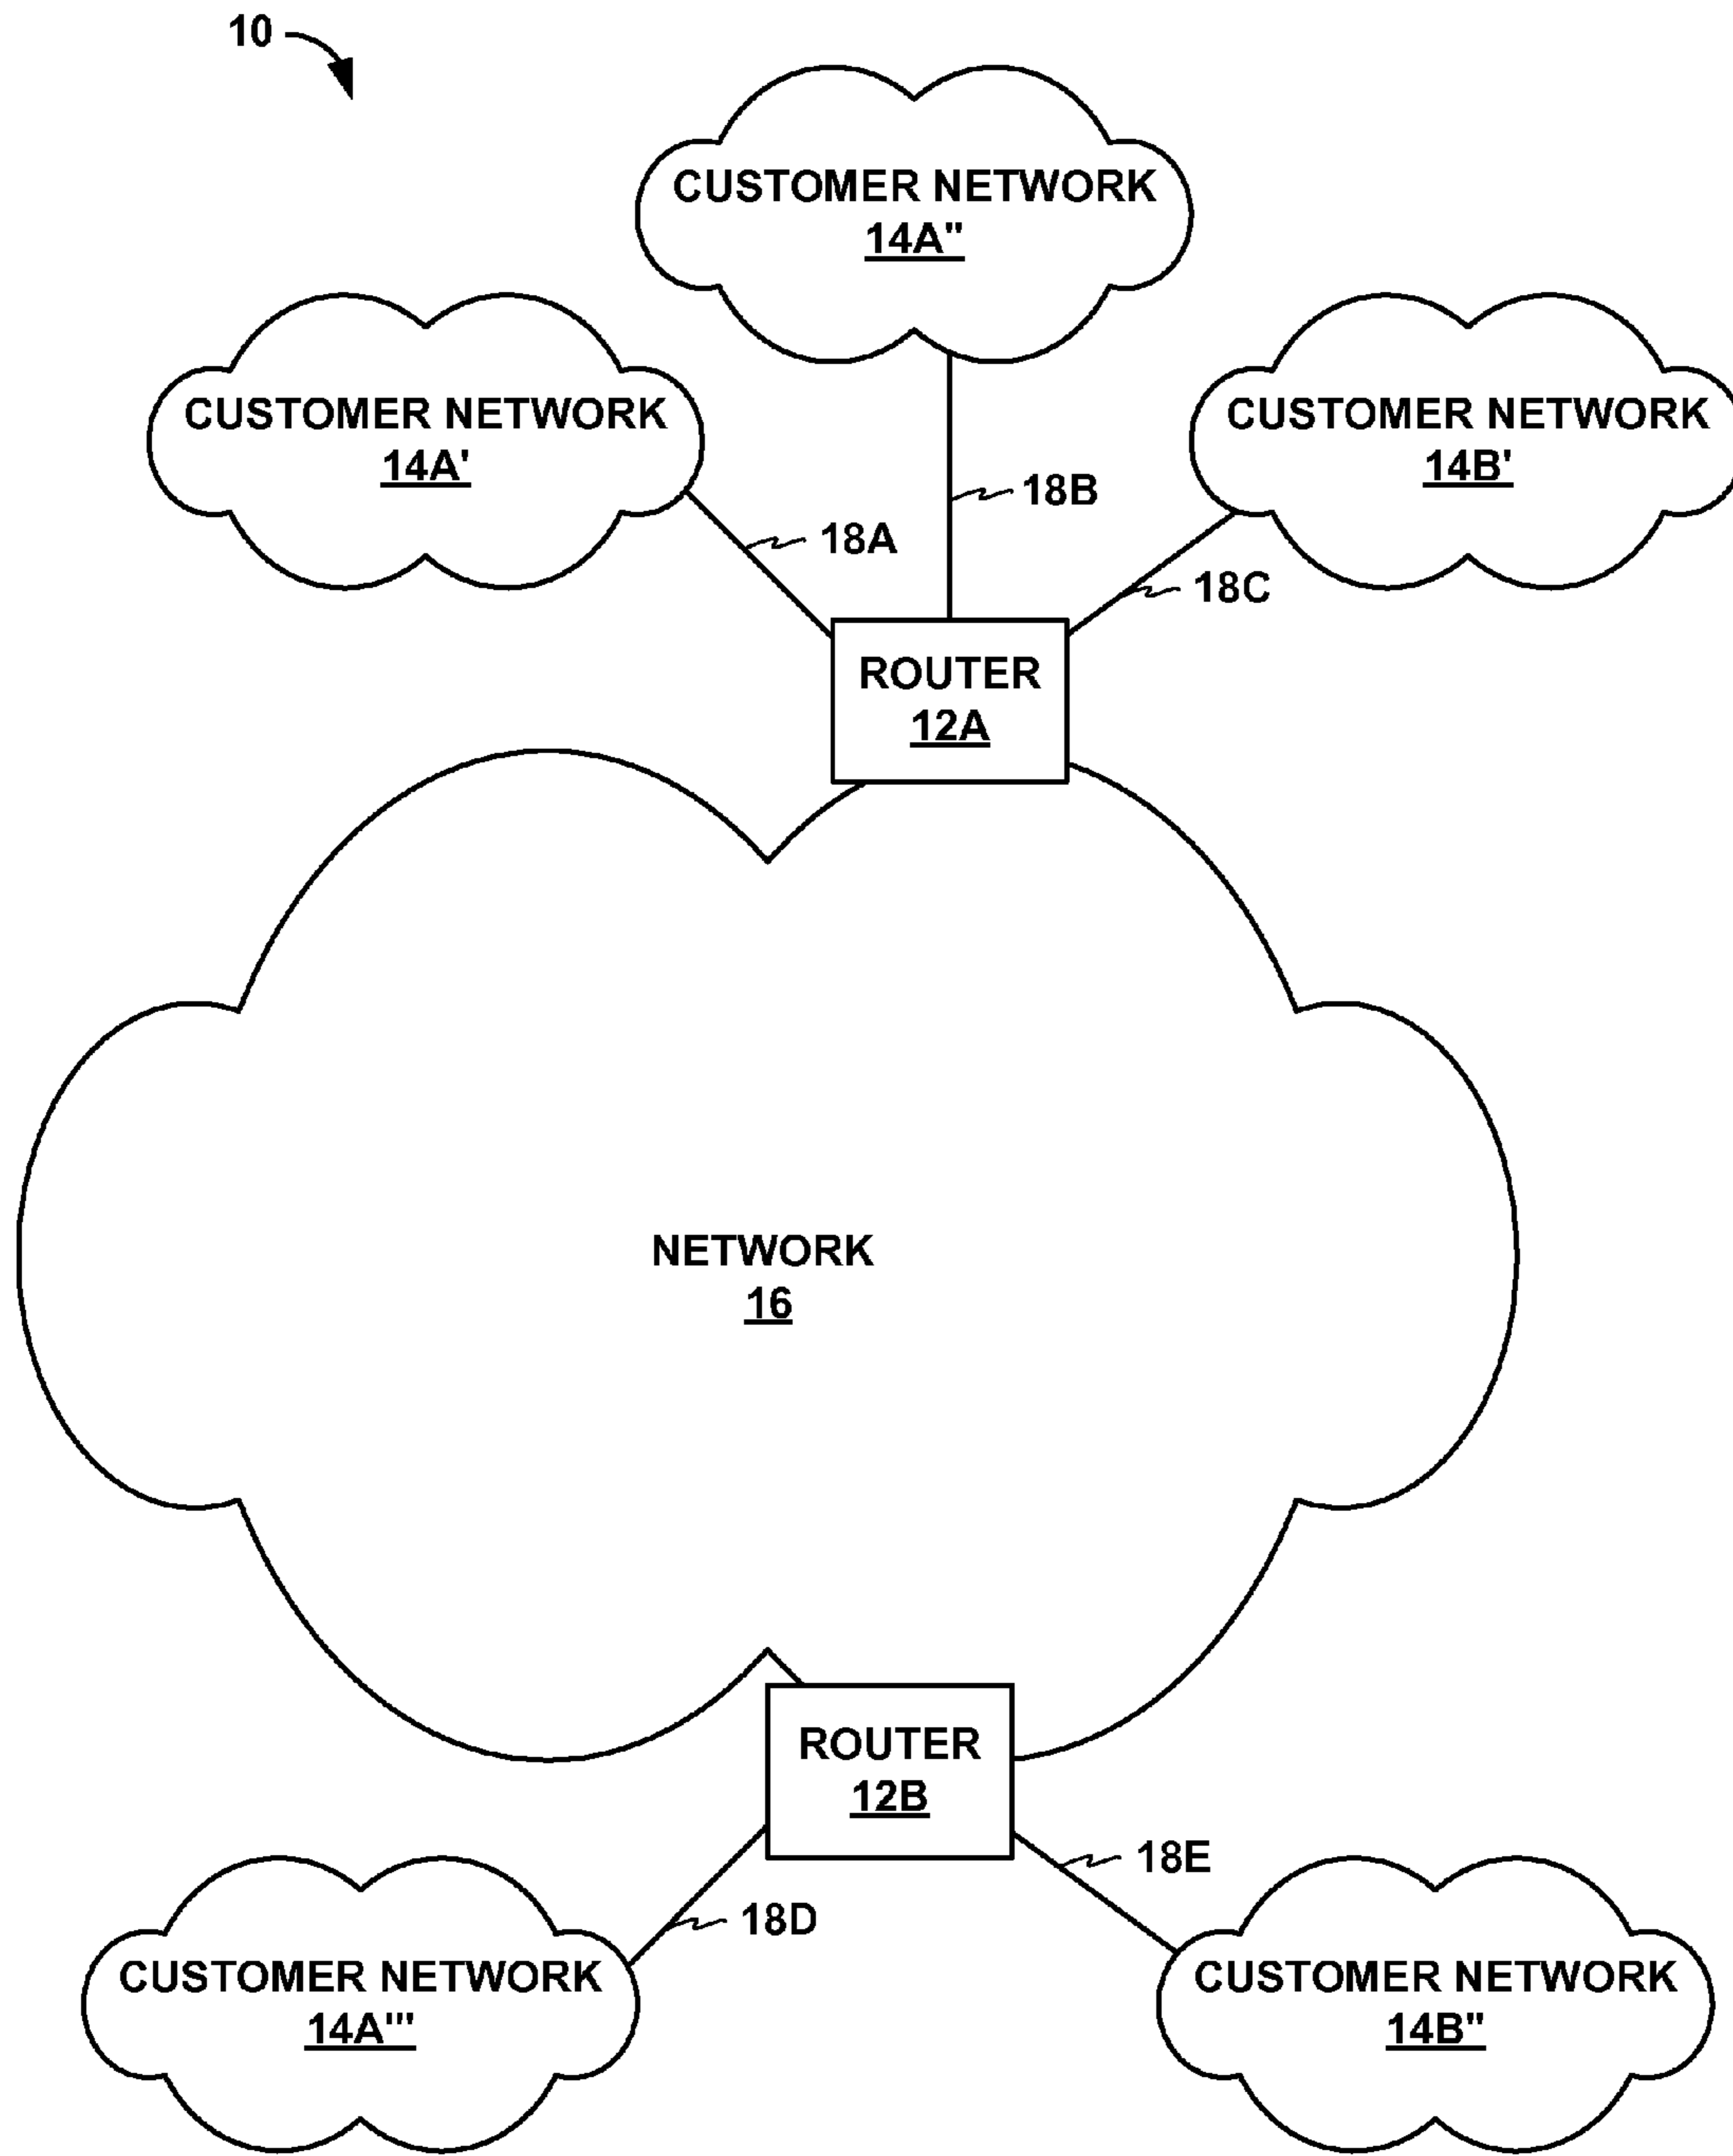 10
CUSTOMER NETWORK
14A"
CUSTOMER NETWORK
14A'
CUSTOMER NETWORK
14B'
18B
18A
18C
ROUTER
12A
NETWORK
16
ROUTER
12B
18E
18D
CUSTOMER NETWORK
14A'"
CUSTOMER NETWORK
14B"